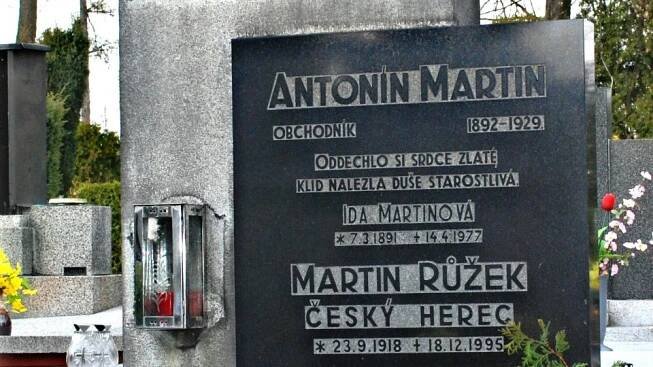 ANTONÍN MARTIN
OBCHODNÍK 1892-1929
ODDECHLO SI SRDCE ZLATÉ
KLID NALEZLA DUŠE STAROSTLIVÁ
IDA MARTINOVÁ
* 7.3.1891 + 14.4.1977
MARTIN RŮŽEK
ČESKÝ HEREC
* 23.9.1918 + 18.12.1995